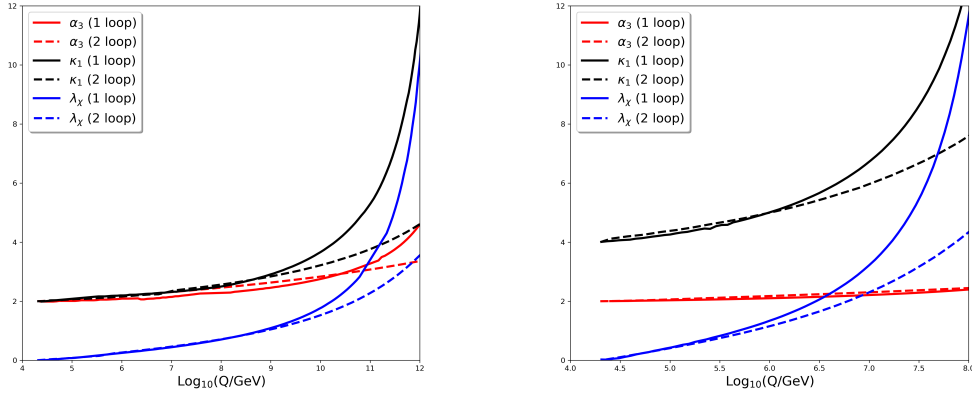 12
10
8
6
4
2
0
α₃ (1 loop)
α₃ (2 loop)
κ₁ (1 loop)
κ₁ (2 loop)
λᵪ (1 loop)
λᵪ (2 loop)
4 5 6 7 8 9 10 11 12
Log₁₀(Q/GeV)
12
10
8
6
4
2
0
α₃ (1 loop)
α₃ (2 loop)
κ₁ (1 loop)
κ₁ (2 loop)
λᵪ (1 loop)
λᵪ (2 loop)
4.0 4.5 5.0 5.5 6.0 6.5 7.0 7.5 8.0
Log₁₀(Q/GeV)